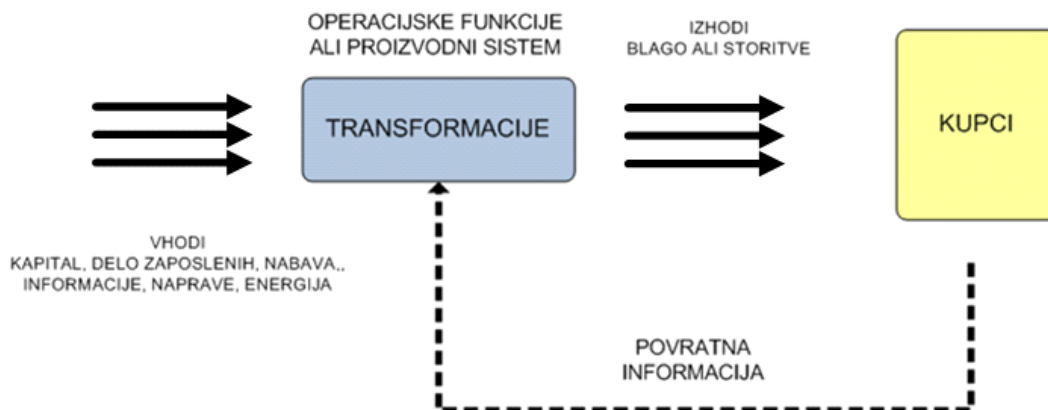 OPERACIJSKE FUNKCIJE
ALI PROIZVODNI SISTEM
TRANSFORMACIJE
IZHODI
BLAGO ALI STORITVE
KUPCI
VHODI
KAPITAL, DELO ZAPOSLENIH, NABAVA,,
INFORMACIJE, NAPRAVE, ENERGIJA
POVRATNA
INFORMACIJA